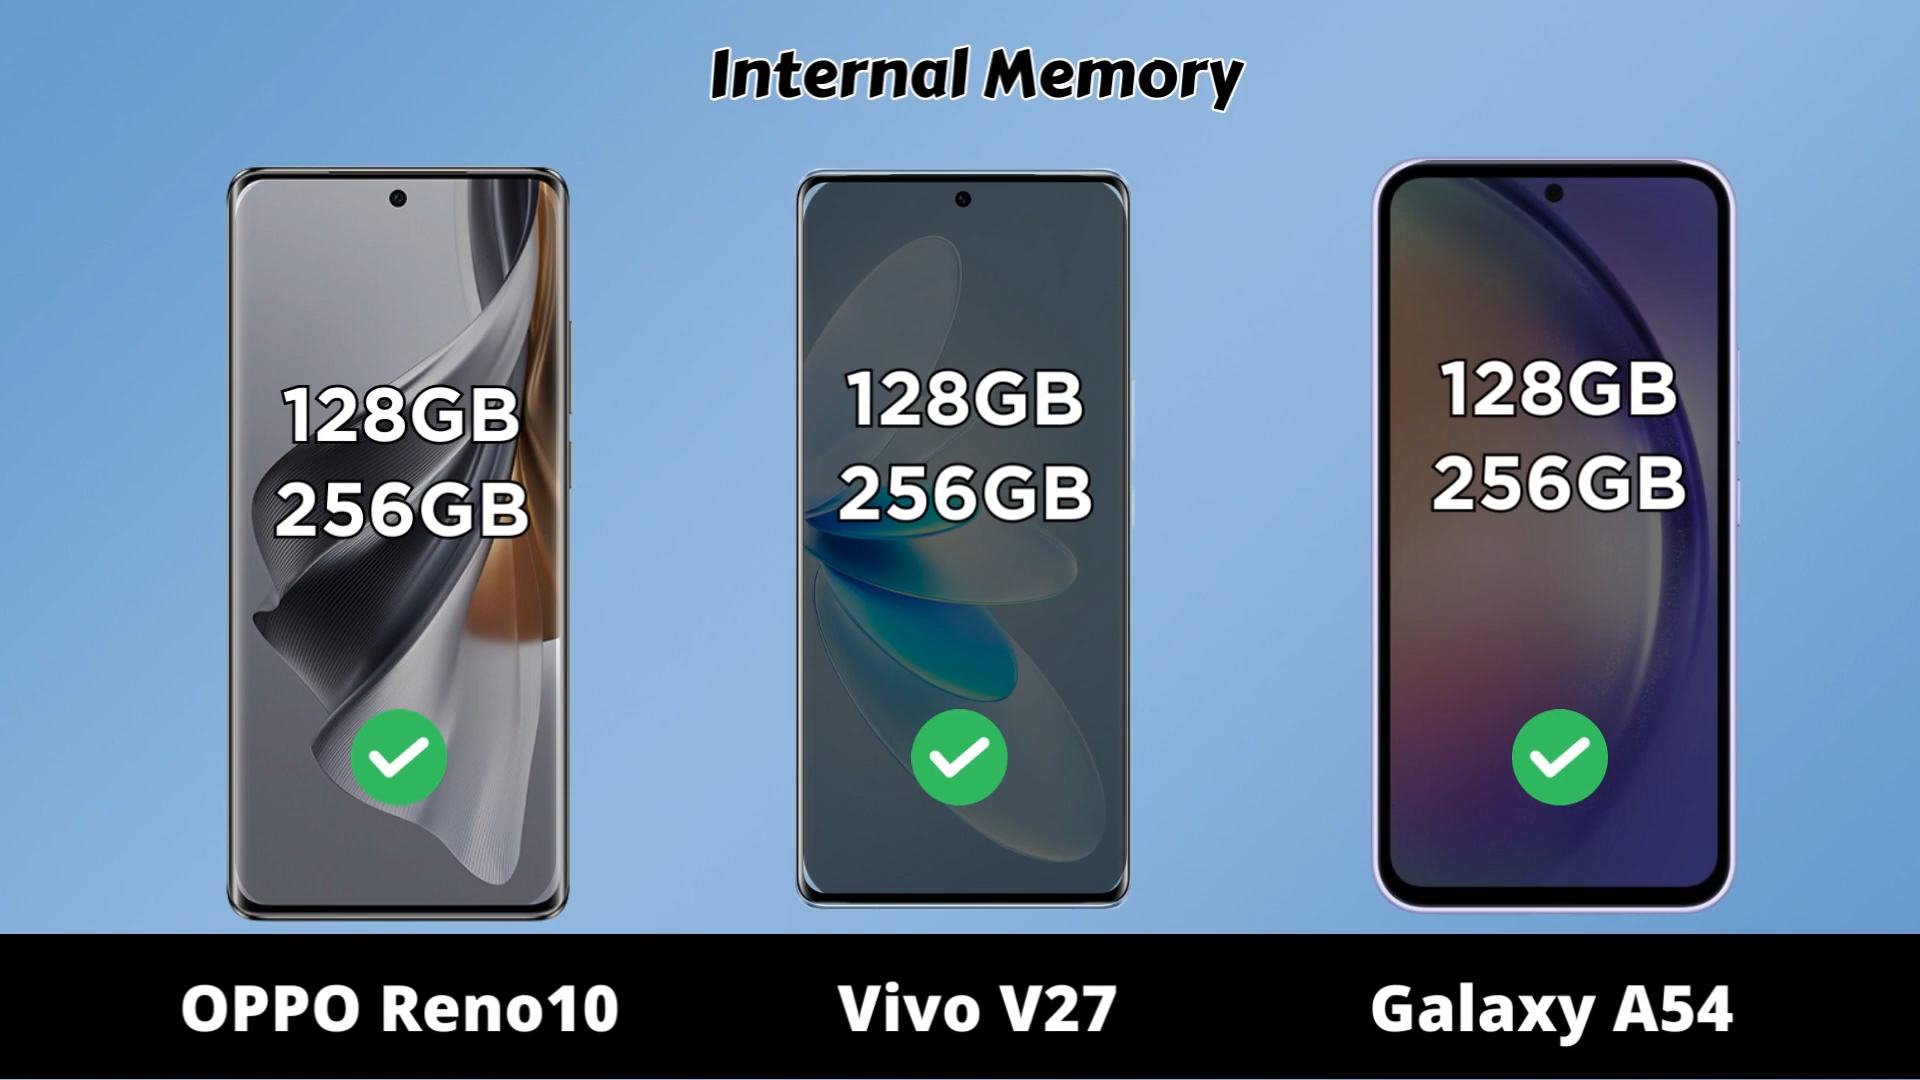 Internal Memory
128GB
256GB
128GB
256GB
128GB
256GB
OPPO Reno10
Vivo V27
Galaxy A54